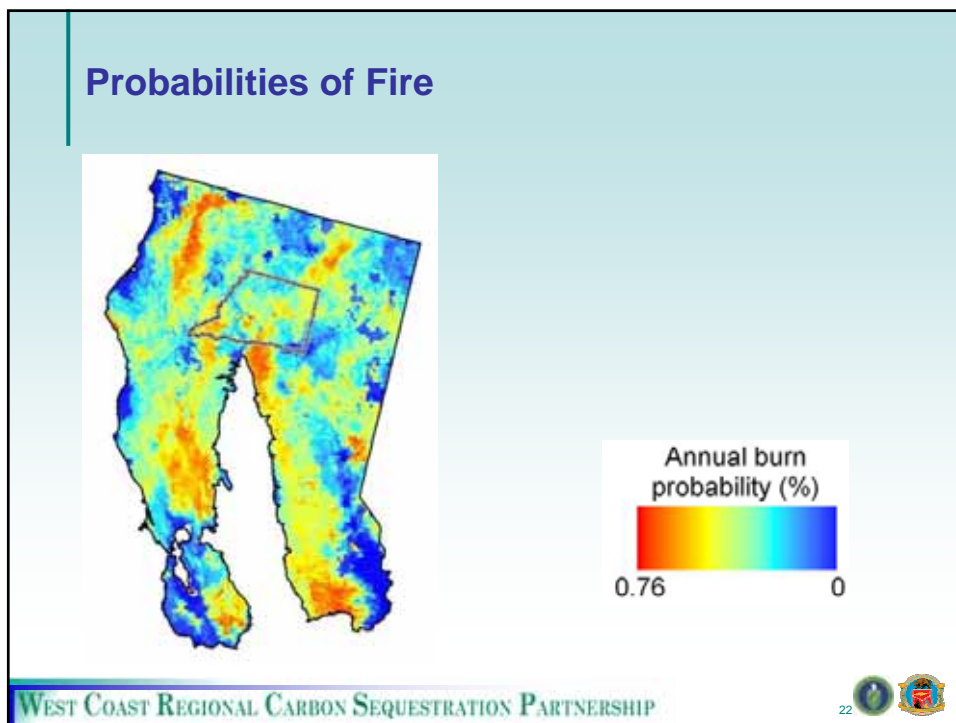 Probabilities of Fire
Annual burn
probability (%)
0.76 0
WEST COAST REGIONAL CARBON SEQUESTRATION PARTNERSHIP
22